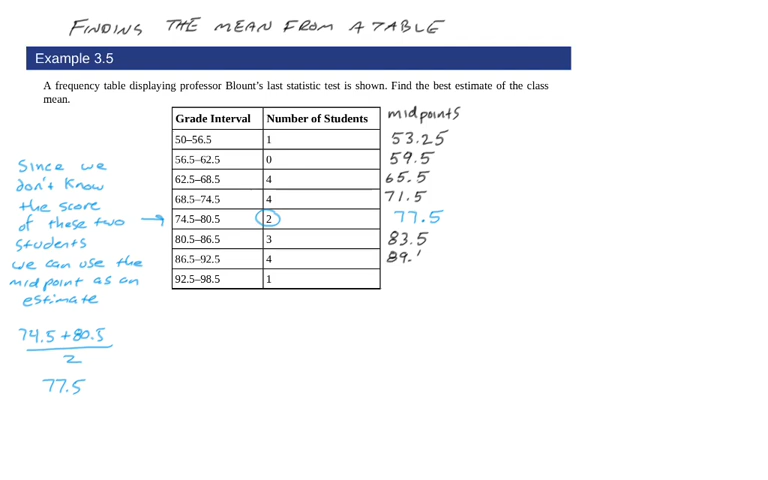 FINDING THE MEAN FROM A TABLE
Example 3.5
A frequency table displaying professor Blount's last statistic test is shown. Find the best estimate of the class
mean.
Grade Interval Number of Students midpoints
50–56.5 1 53.25
56.5–62.5 0 59.5
62.5–68.5 4 65.5
68.5–74.5 4 71.5
74.5–80.5 2 77.5
80.5–86.5 3 83.5
86.5–92.5 4 89.
92.5–98.5 1
Since we
don't know
the score
of these two
students
we can use the
midpoint as an
estimate
74.5 + 80.5
2
77.5